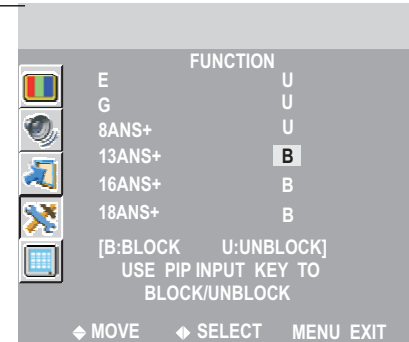 FUNCTION
E U
G U
8ANS+ U
13ANS+ B
16ANS+ B
18ANS+ B
[B:BLOCK U:UNBLOCK]
USE PIP INPUT KEY TO
BLOCK/UNBLOCK
MOVE SELECT MENU EXIT